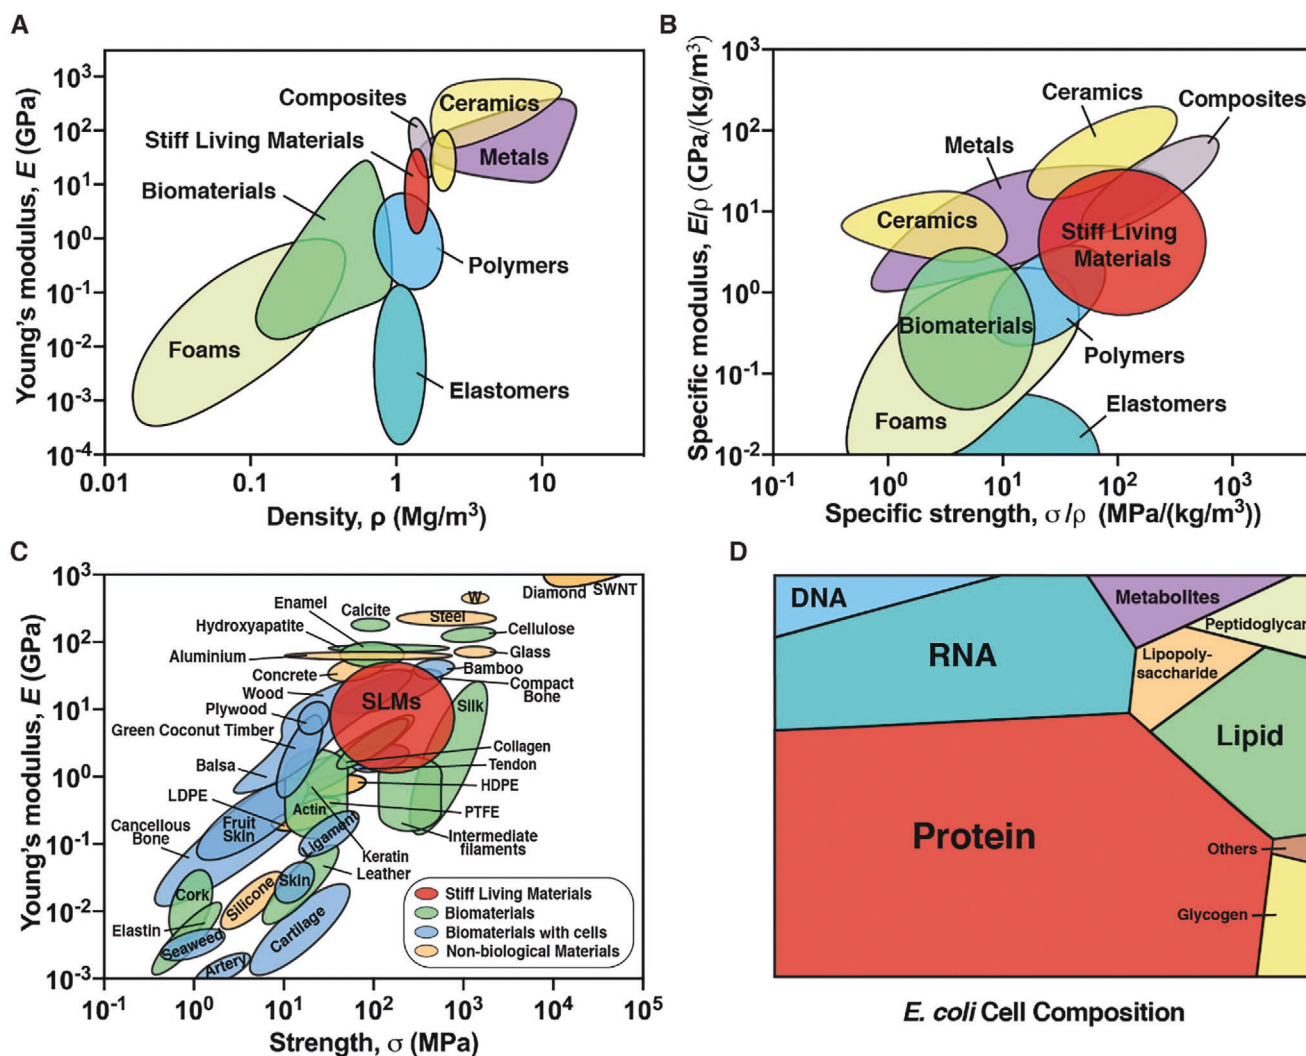 A
Young's modulus, E (GPa)
10³
10²
10¹
10⁰
10⁻¹
10⁻²
10⁻³
10⁻⁴
0.01
0.1
1
10
Density, ρ (Mg/m³)
Composites
Ceramics
Stiff Living Materials
Metals
Biomaterials
Polymers
Foams
Elastomers
B
Specific modulus, E/ρ (GPa/(kg/m³)
10³
10²
10¹
10⁰
10⁻¹
10⁻²
10⁻¹
10⁰
10¹
10²
10³
Specific strength, σ/ρ (MPa/(kg/m³))
Ceramics
Composites
Metals
Ceramics
Stiff Living
Materials
Biomaterials
Polymers
Elastomers
Foams
C
Young's modulus, E (GPa)
10³
10²
10¹
10⁰
10⁻¹
10⁻²
10⁻³
10⁻¹
10⁰
10¹
10²
10³
10⁴
10⁵
Strength, σ (MPa)
Diamond
SWNT
W
Enamel
Calcite
Steel
Hydroxyapatite
Cellulose
Aluminium
Glass
Concrete
Bamboo
Wood
Compact
Bone
SLMs
Silk
Plywood
Green Coconut Timber
Collagen
Balsa
Tendon
HDPE
LDPE
Actin
PTFE
Cancellous
Bone
Fruit
Skin
Ligament
Intermediate
filaments
Keratin
Leather
Cork
Silicone
Skin
Elastin
Seaweed
Cartilage
Artery
Stiff Living Materials
Biomaterials
Biomaterials with cells
Non-biological Materials
D
DNA
Metabolites
Peptidoglycan
RNA
Lipopoly-
saccharide
Lipid
Protein
Others
Glycogen
E. coli Cell Composition